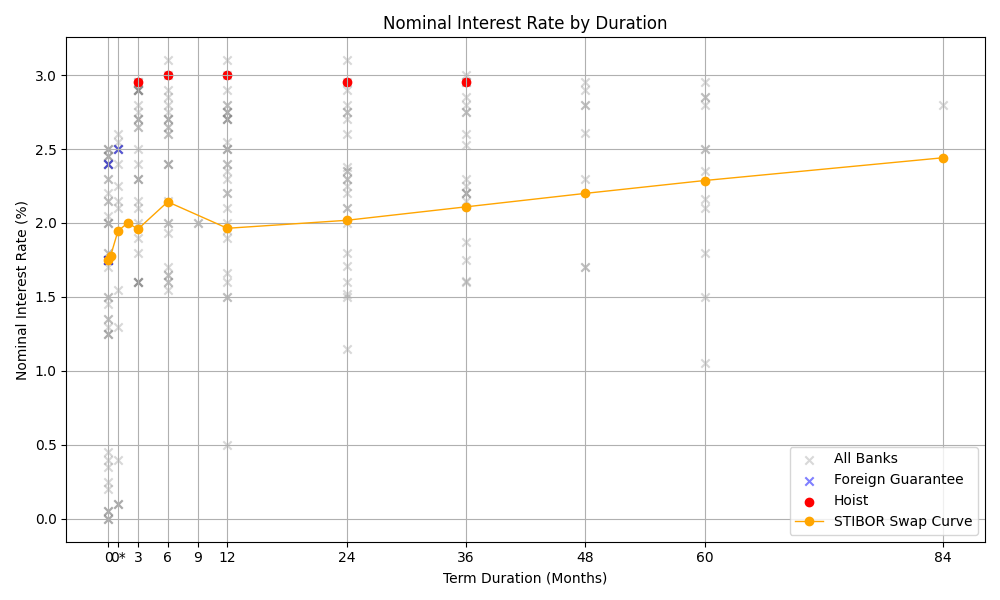 Nominal Interest Rate by Duration
Nominal Interest Rate (%)
3.0
2.5
2.0
1.5
1.0
0.5
0.0
0 0* 3 6 9 12 24 36 48 60 84
Term Duration (Months)
All Banks
Foreign Guarantee
Hoist
STIBOR Swap Curve